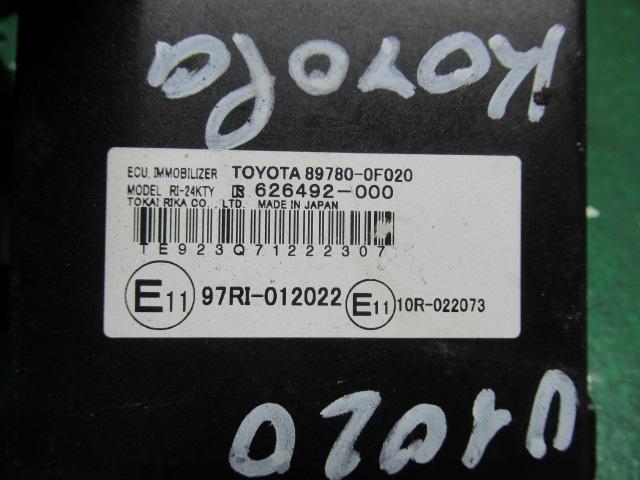 ECU, IMMOBILIZER TOYOTA 89780-0F020
MODEL RI-24KTY 626492-000
TOKAI RIKA CO., LTD. MADE IN JAPAN
TE923Q71222307
E11 97RI-012022 E11 10R-022073